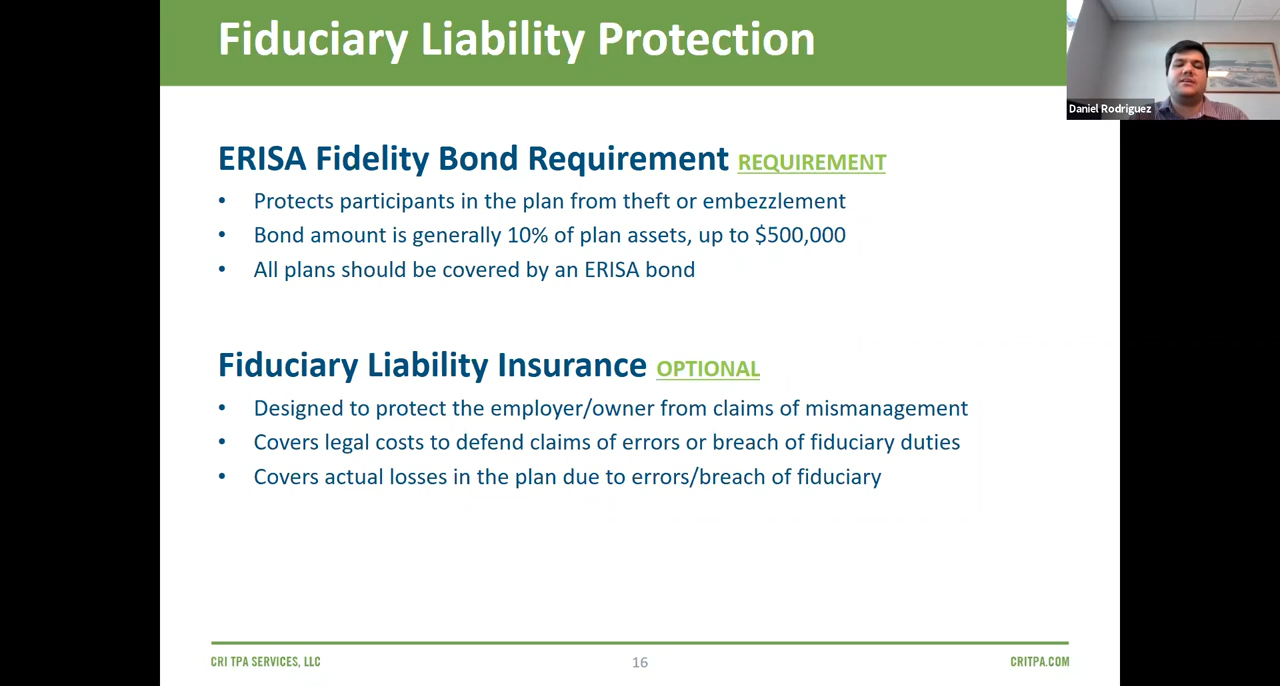 Fiduciary Liability Protection
Daniel Rodriguez
ERISA Fidelity Bond Requirement REQUIREMENT
• Protects participants in the plan from theft or embezzlement
• Bond amount is generally 10% of plan assets, up to $500,000
• All plans should be covered by an ERISA bond
Fiduciary Liability Insurance OPTIONAL
• Designed to protect the employer/owner from claims of mismanagement
• Covers legal costs to defend claims of errors or breach of fiduciary duties
• Covers actual losses in the plan due to errors/breach of fiduciary
CRI TPA SERVICES, LLC
16
CRITPA.COM